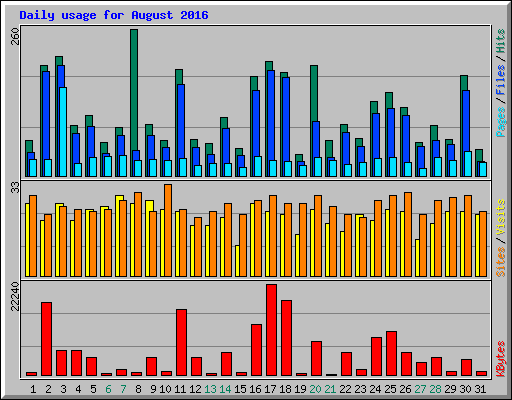 Daily usage for August 2016
260
Pages / Files / Hits
33
Sites / Visits
22240
KBytes
1 2 3 4 5 6 7 8 9 10 11 12 13 14 15 16 17 18 19 20 21 22 23 24 25 26 27 28 29 30 31